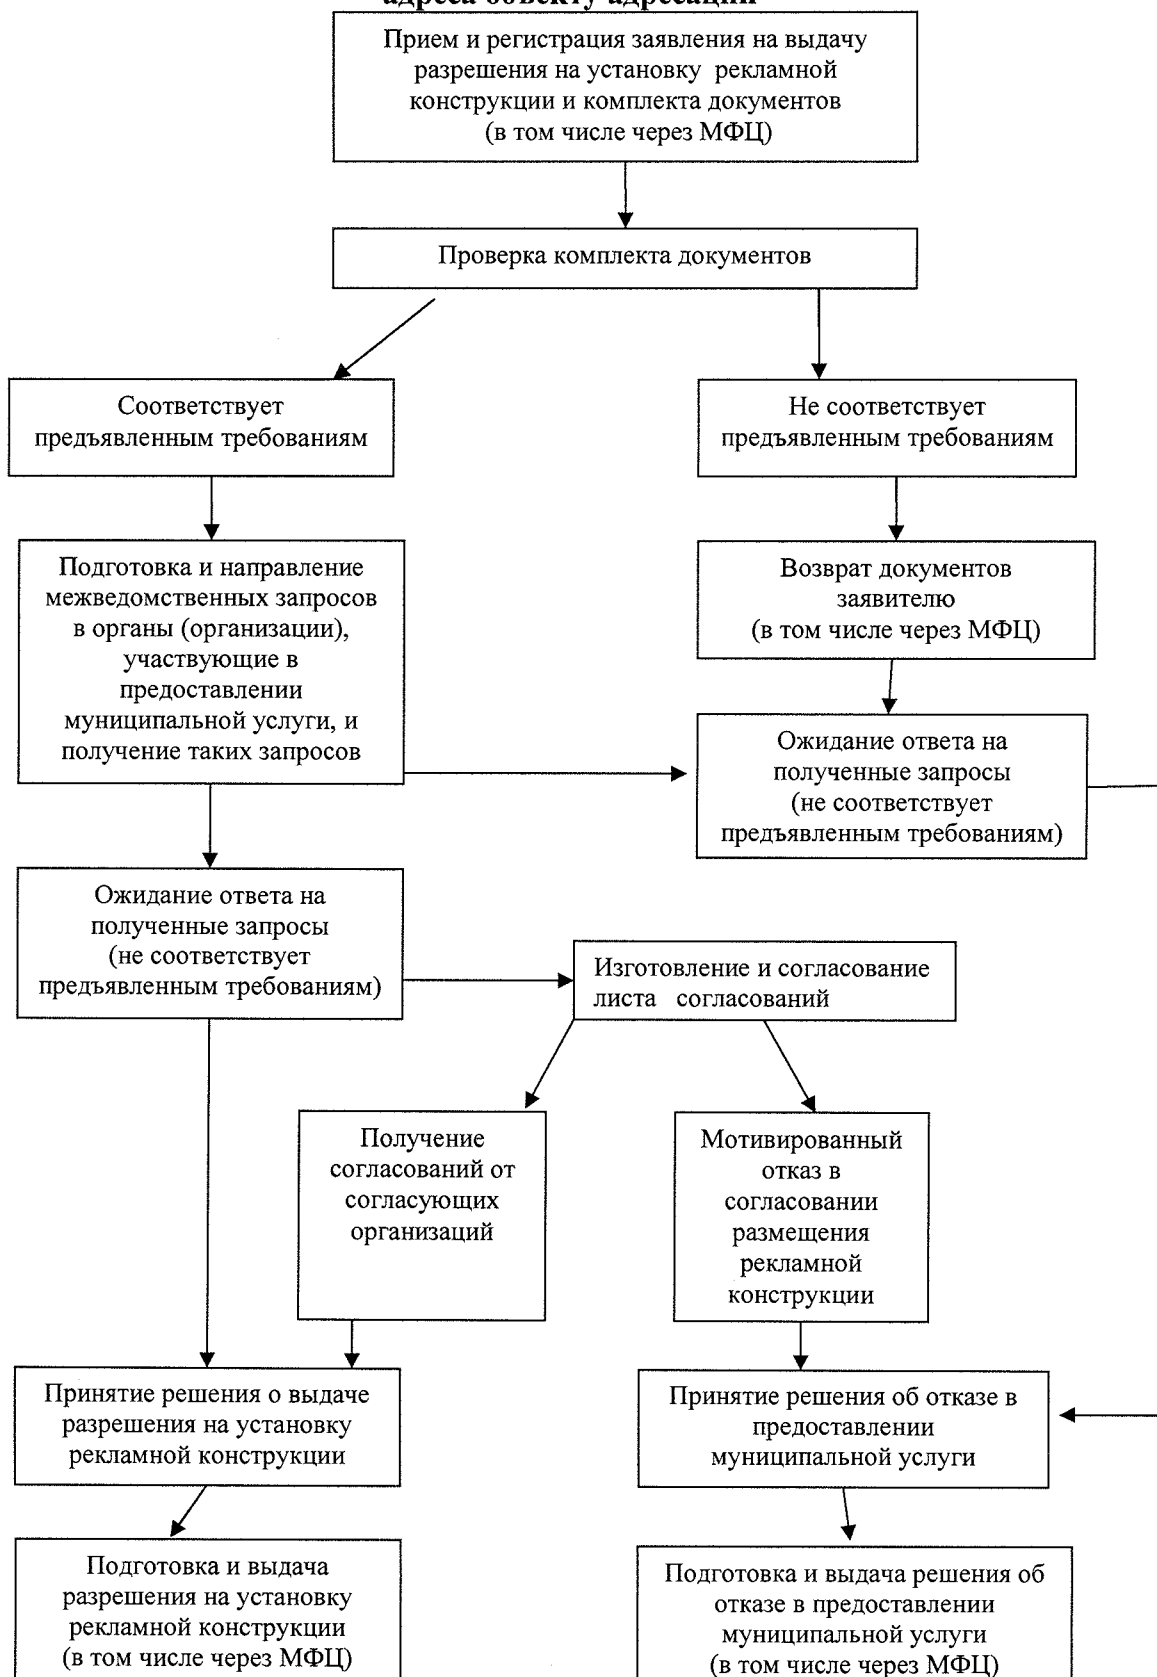 адреса объекту адресации
Прием и регистрация заявления на выдачу
разрешения на установку рекламной
конструкции и комплекта документов
(в том числе через МФЦ)
Проверка комплекта документов
Соответствует
предъявленным требованиям
Не соответствует
предъявленным требованиям
Подготовка и направление
межведомственных запросов
в органы (организации),
участвующие в
предоставлении
муниципальной услуги, и
получение таких запросов
Возврат документов
заявителю
(в том числе через МФЦ)
Ожидание ответа на
полученные запросы
(не соответствует
предъявленным требованиям)
Ожидание ответа на
полученные запросы
(не соответствует
предъявленным требованиям)
Изготовление и согласование
листа согласований
Получение
согласований от
согласующих
организаций
Мотивированный
отказ в
согласовании
размещения
рекламной
конструкции
Принятие решения о выдаче
разрешения на установку
рекламной конструкции
Принятие решения об отказе в
предоставлении
муниципальной услуги
Подготовка и выдача
разрешения на установку
рекламной конструкции
(в том числе через МФЦ)
Подготовка и выдача решения об
отказе в предоставлении
муниципальной услуги
(в том числе через МФЦ)